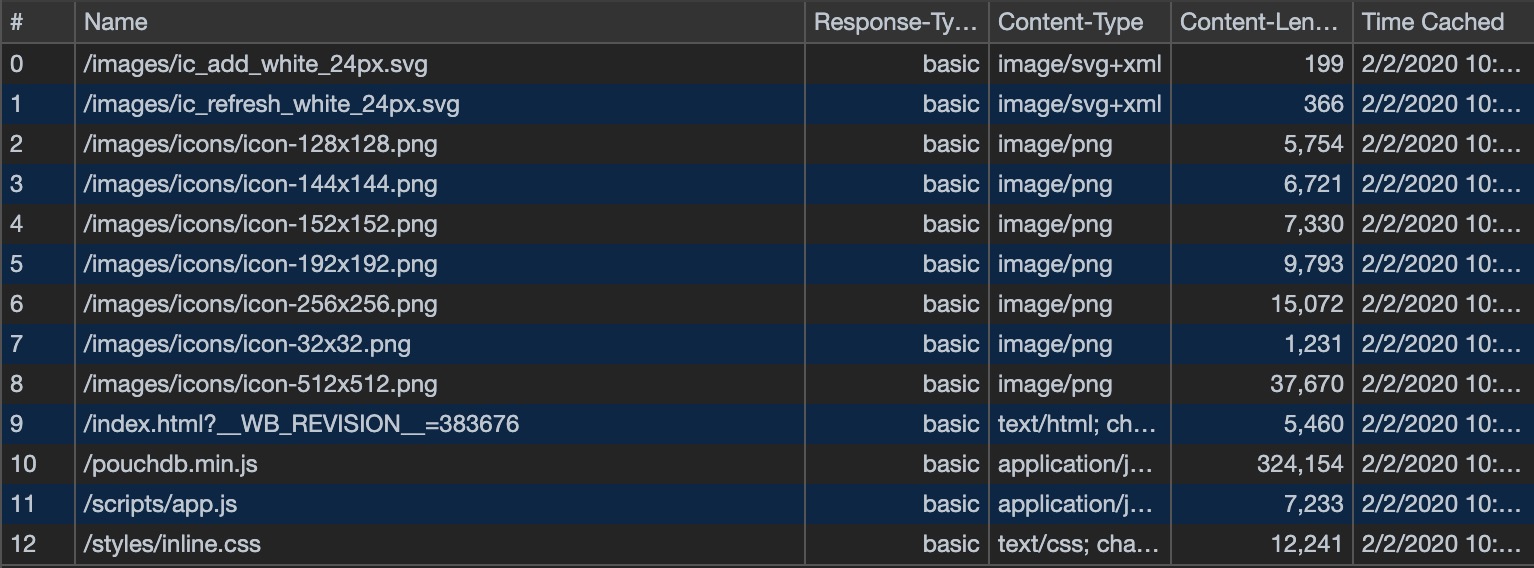 # Name Response-Ty... Content-Type Content-Len... Time Cached
0 /images/ic_add_white_24px.svg basic image/svg+xml 199 2/2/2020 10:...
1 /images/ic_refresh_white_24px.svg basic image/svg+xml 366 2/2/2020 10:...
2 /images/icons/icon-128x128.png basic image/png 5,754 2/2/2020 10:...
3 /images/icons/icon-144x144.png basic image/png 6,721 2/2/2020 10:...
4 /images/icons/icon-152x152.png basic image/png 7,330 2/2/2020 10:...
5 /images/icons/icon-192x192.png basic image/png 9,793 2/2/2020 10:...
6 /images/icons/icon-256x256.png basic image/png 15,072 2/2/2020 10:...
7 /images/icons/icon-32x32.png basic image/png 1,231 2/2/2020 10:...
8 /images/icons/icon-512x512.png basic image/png 37,670 2/2/2020 10:...
9 /index.html?__WB_REVISION__=383676 basic text/html; ch... 5,460 2/2/2020 10:...
10 /pouchdb.min.js basic application/j... 324,154 2/2/2020 10:...
11 /scripts/app.js basic application/j... 7,233 2/2/2020 10:...
12 /styles/inline.css basic text/css; cha... 12,241 2/2/2020 10:...